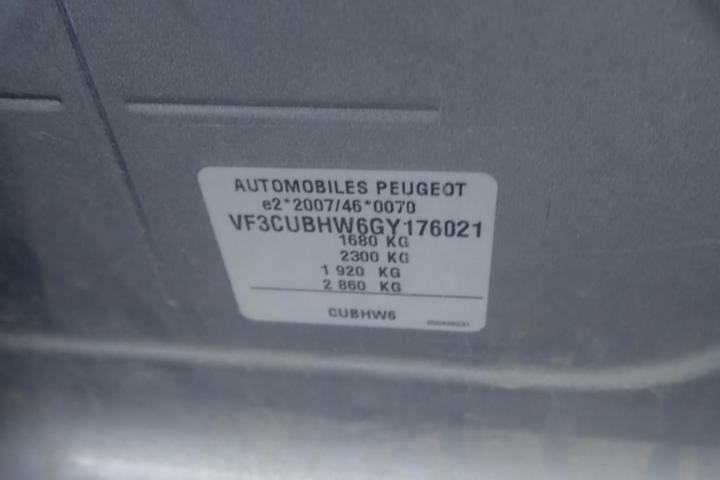 AUTOMOBILES PEUGEOT
e2*2007/46*0070
VF3CUBHW6GY176021
1680 KG
2300 KG
1 920 KG
2 860 KG
CUBHW6